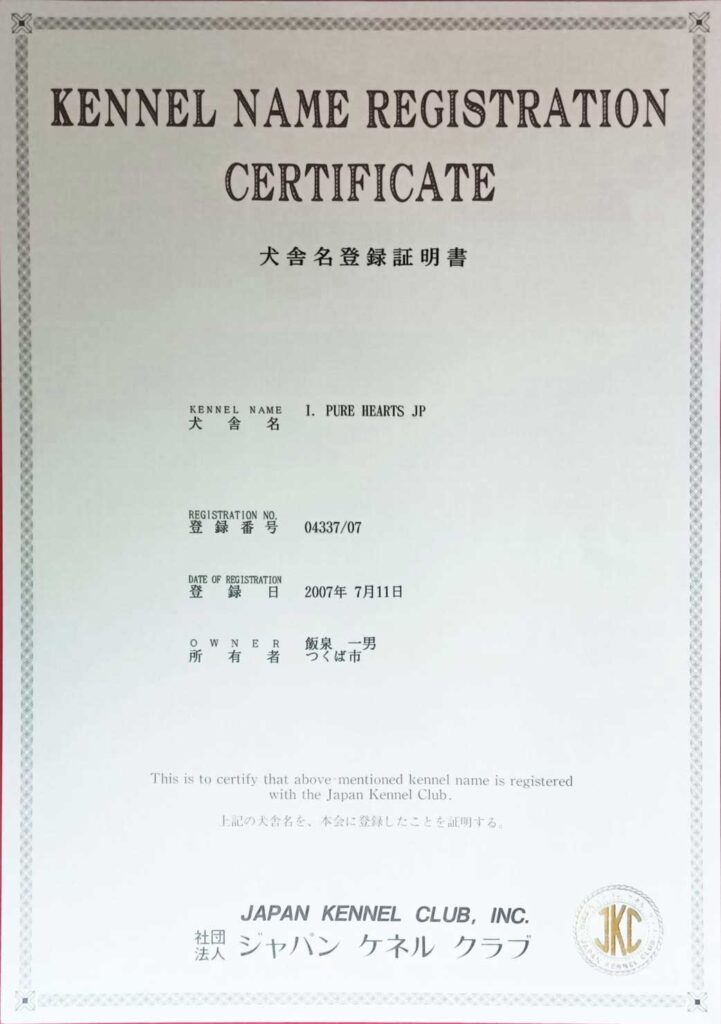 KENNEL NAME REGISTRATION
CERTIFICATE
犬舎名登録証明書
KENNEL NAME
犬舎名 I. PURE HEARTS JP
REGISTRATION NO.
登録番号 04337/07
DATE OF REGISTRATION
登録日 2007年 7月11日
OWNER 飯泉 一男
所有者 つくば市
This is to certify that above-mentioned kennel name is registered
with the Japan Kennel Club.
上記の犬舎名を、本会に登録したことを証明する。
JAPAN KENNEL CLUB, INC.
社団法人 ジャパン ケネル クラブ
JKC
JAPAN KENNEL CLUB